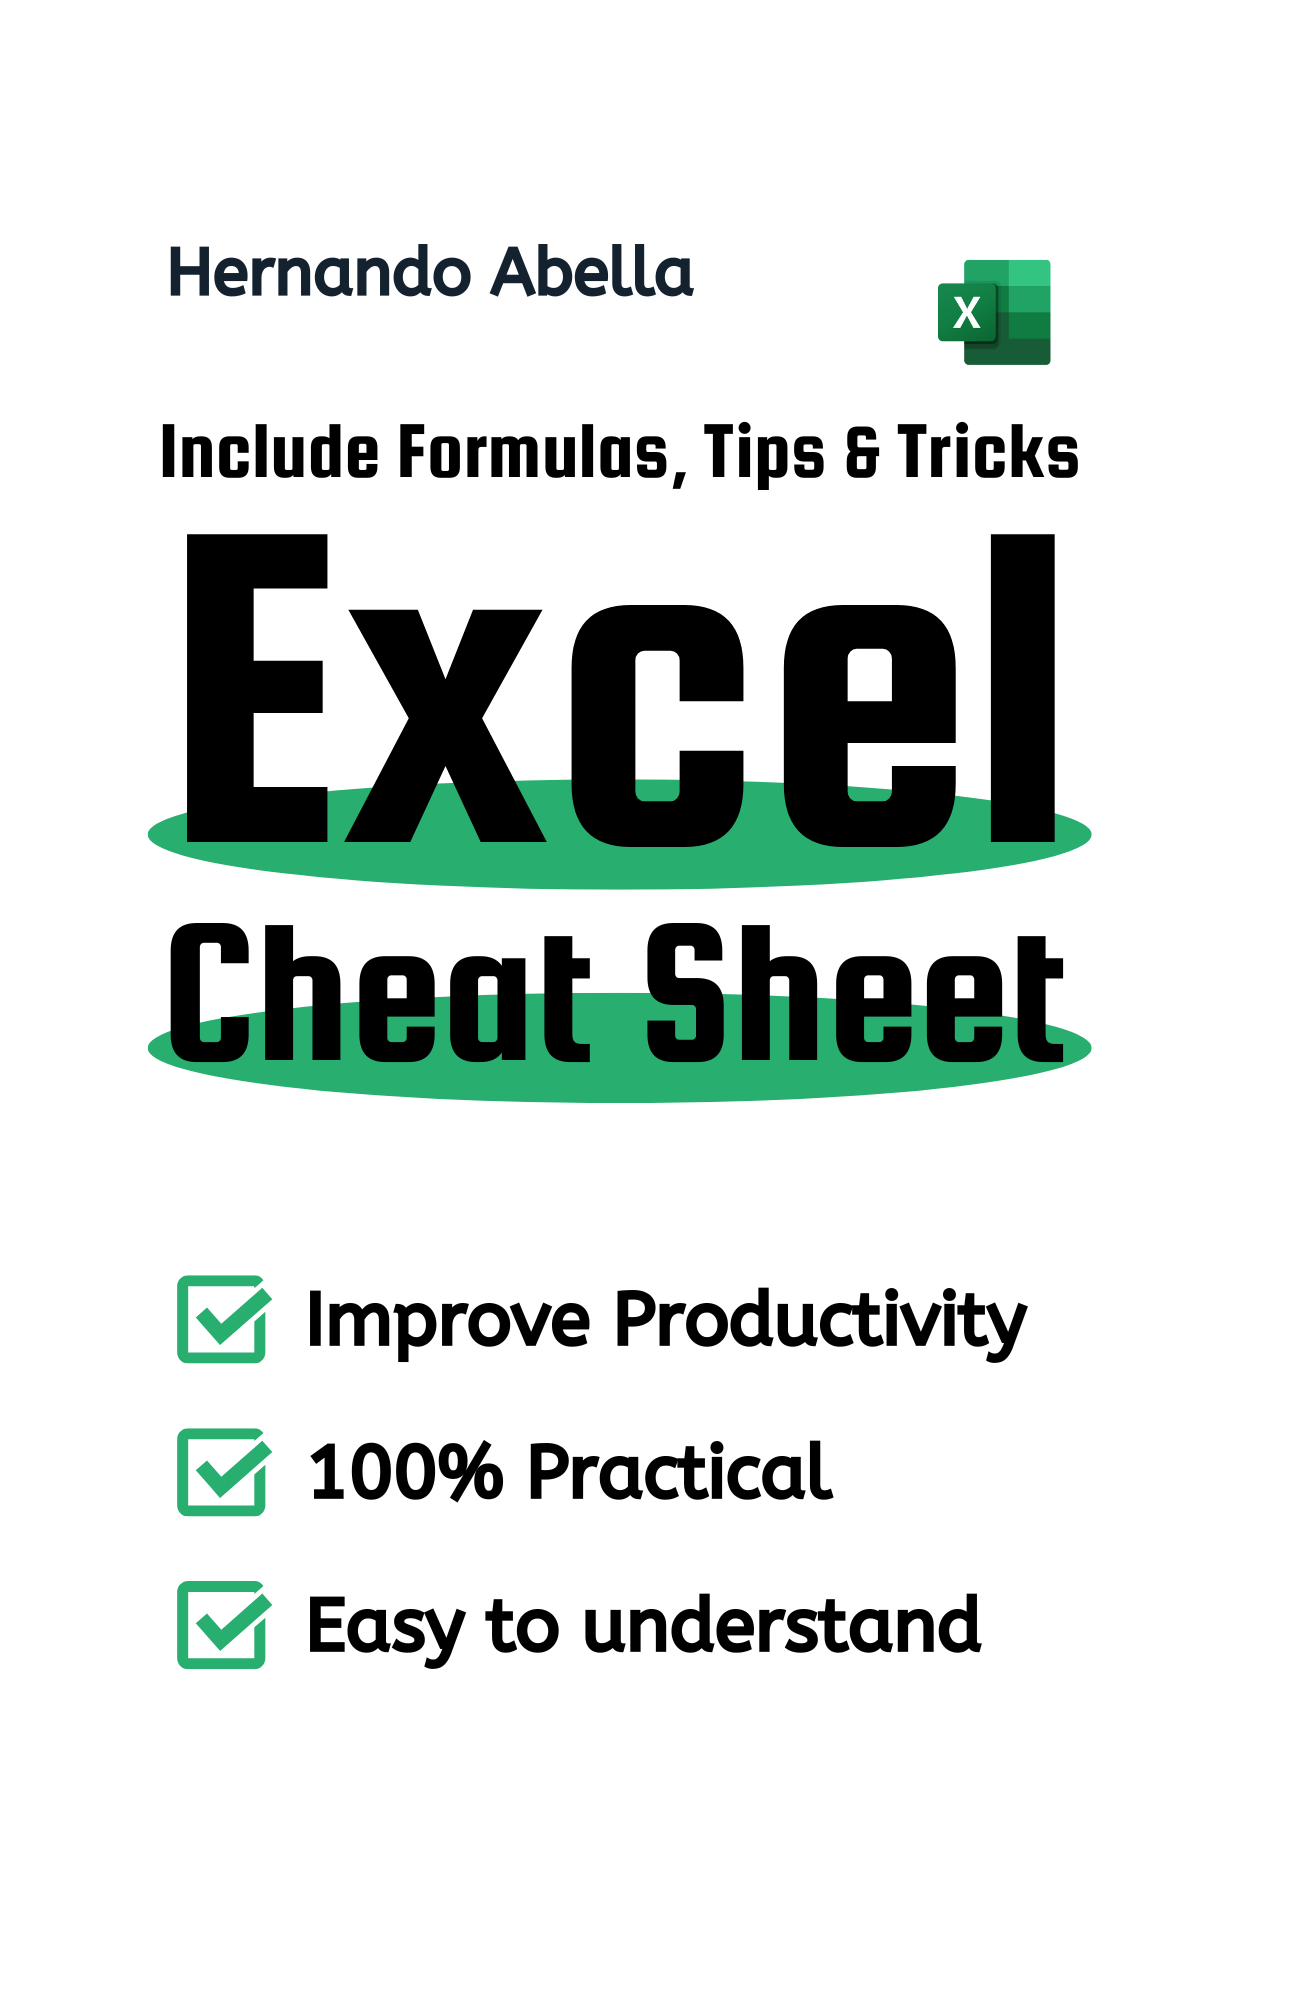 Hernando Abella
X
Include Formulas, Tips & Tricks
Excel
Cheat Sheet
Improve Productivity
100% Practical
Easy to understand